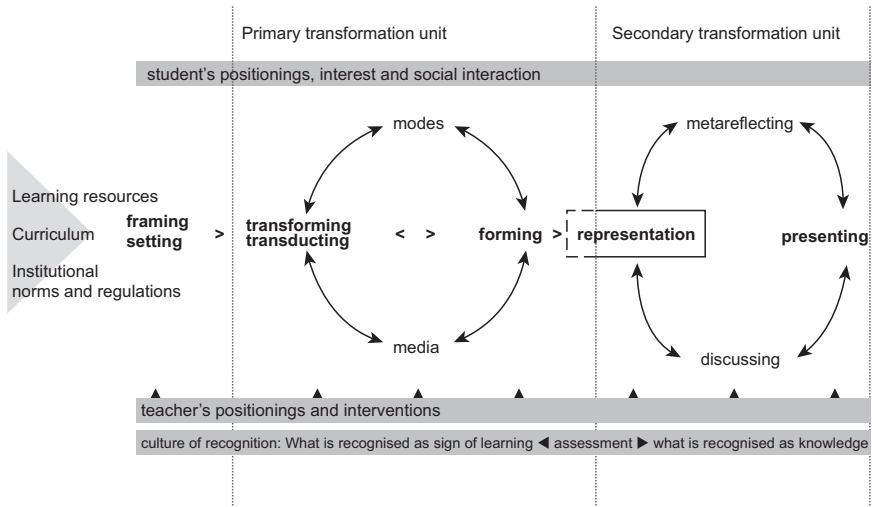 Primary transformation unit
Secondary transformation unit
student's positionings, interest and social interaction
modes
metareflecting
Learning resources
Curriculum
Institutional
norms and regulations
framing
setting
>
transforming
transducting
< >
forming
>
representation
presenting
media
discussing
teacher's positionings and interventions
culture of recognition: What is recognised as sign of learning ◀ assessment ▶ what is recognised as knowledge